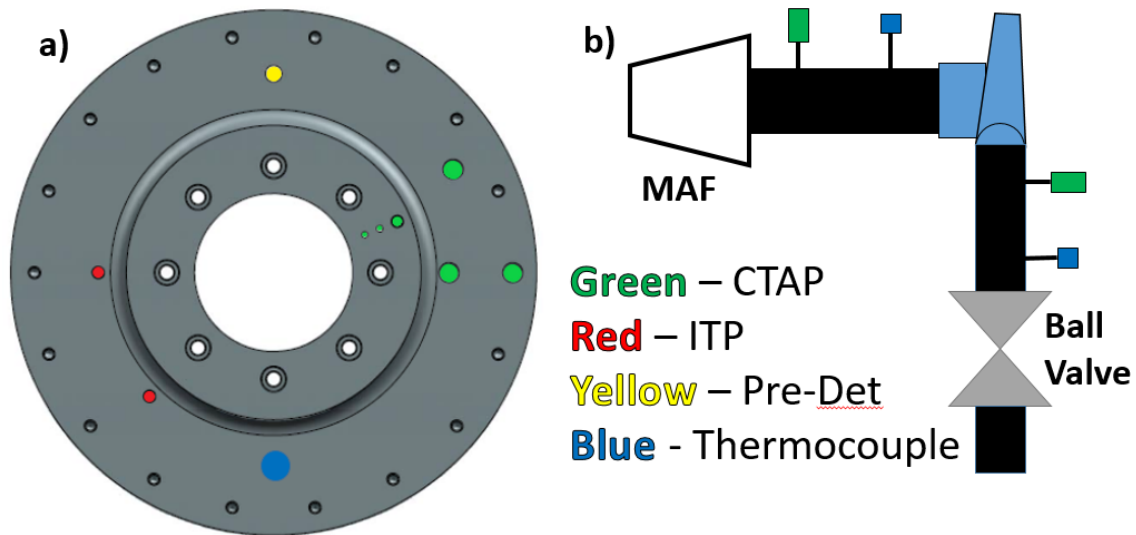 a)
b)
MAF
Green – CTAP
Red – ITP
Yellow – Pre-Det
Blue - Thermocouple
Ball
Valve